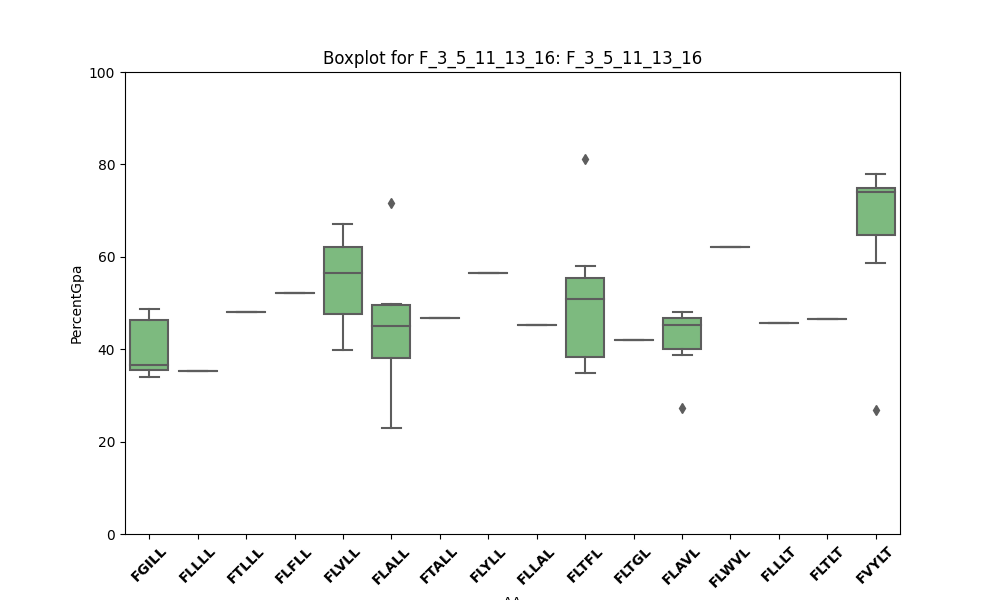 Boxplot for F_3_5_11_13_16: F_3_5_11_13_16
100
80
60
40
20
0
PercentGpa
FGILL
FLLLL
FTLLL
FLFLL
FLVLL
FLALL
FTALL
FLYLL
FLLAL
FLTFL
FLTGL
FLAVL
FLWVL
FLLLT
FLTLT
FVYLT